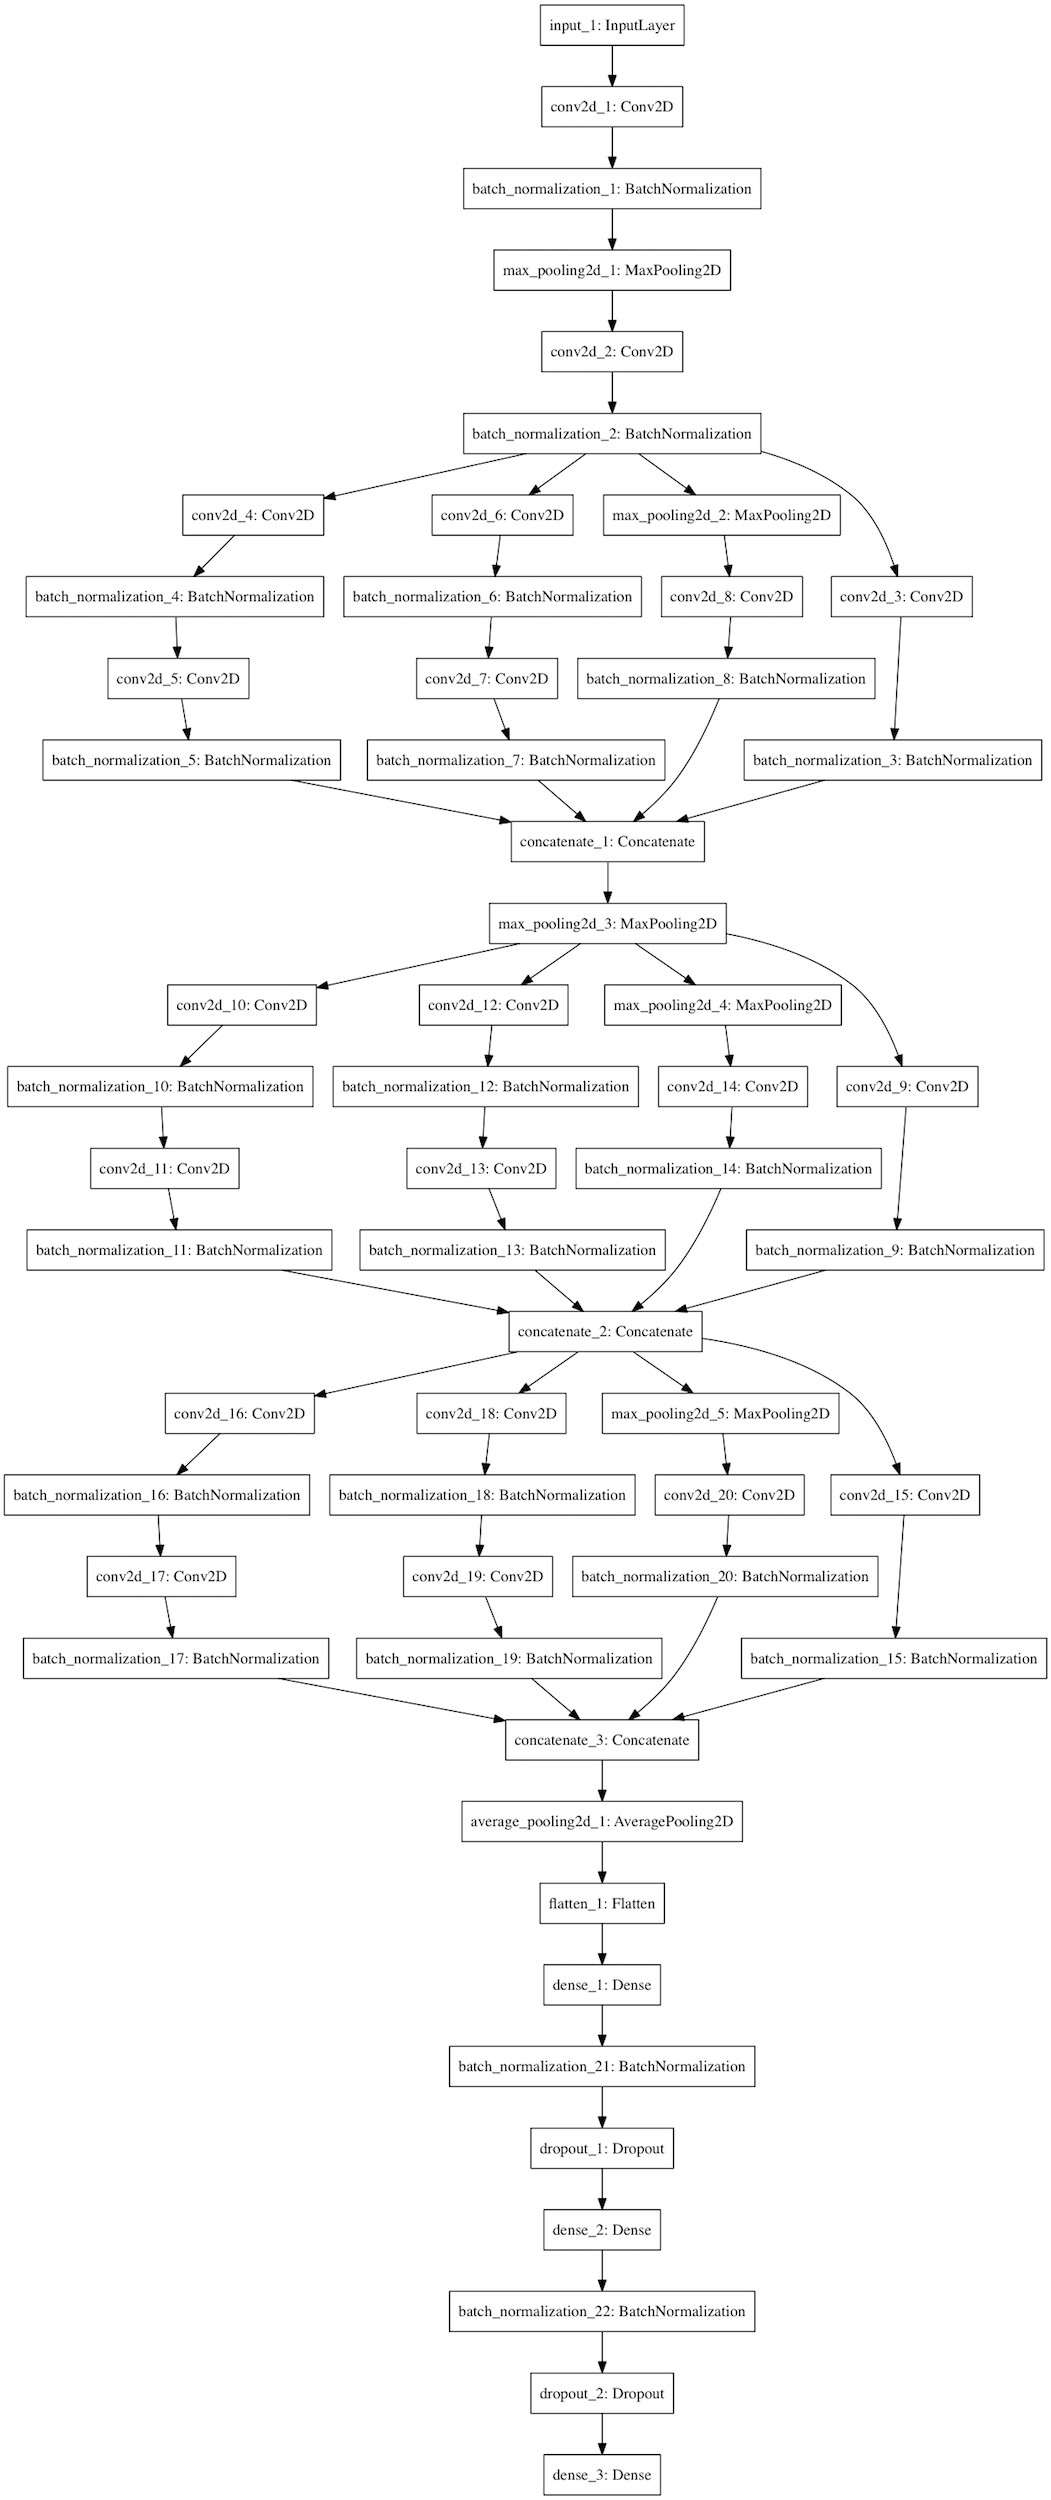 input_1: InputLayer
conv2d_1: Conv2D
batch_normalization_1: BatchNormalization
max_pooling2d_1: MaxPooling2D
conv2d_2: Conv2D
batch_normalization_2: BatchNormalization
conv2d_4: Conv2D
conv2d_6: Conv2D
max_pooling2d_2: MaxPooling2D
batch_normalization_4: BatchNormalization
batch_normalization_6: BatchNormalization
conv2d_8: Conv2D
conv2d_3: Conv2D
conv2d_5: Conv2D
conv2d_7: Conv2D
batch_normalization_8: BatchNormalization
batch_normalization_5: BatchNormalization
batch_normalization_7: BatchNormalization
batch_normalization_3: BatchNormalization
concatenate_1: Concatenate
max_pooling2d_3: MaxPooling2D
conv2d_10: Conv2D
conv2d_12: Conv2D
max_pooling2d_4: MaxPooling2D
batch_normalization_10: BatchNormalization
batch_normalization_12: BatchNormalization
conv2d_14: Conv2D
conv2d_9: Conv2D
conv2d_11: Conv2D
conv2d_13: Conv2D
batch_normalization_14: BatchNormalization
batch_normalization_11: BatchNormalization
batch_normalization_13: BatchNormalization
batch_normalization_9: BatchNormalization
concatenate_2: Concatenate
conv2d_16: Conv2D
conv2d_18: Conv2D
max_pooling2d_5: MaxPooling2D
batch_normalization_16: BatchNormalization
batch_normalization_18: BatchNormalization
conv2d_20: Conv2D
conv2d_15: Conv2D
conv2d_17: Conv2D
conv2d_19: Conv2D
batch_normalization_20: BatchNormalization
batch_normalization_17: BatchNormalization
batch_normalization_19: BatchNormalization
batch_normalization_15: BatchNormalization
concatenate_3: Concatenate
average_pooling2d_1: AveragePooling2D
flatten_1: Flatten
dense_1: Dense
batch_normalization_21: BatchNormalization
dropout_1: Dropout
dense_2: Dense
batch_normalization_22: BatchNormalization
dropout_2: Dropout
dense_3: Dense